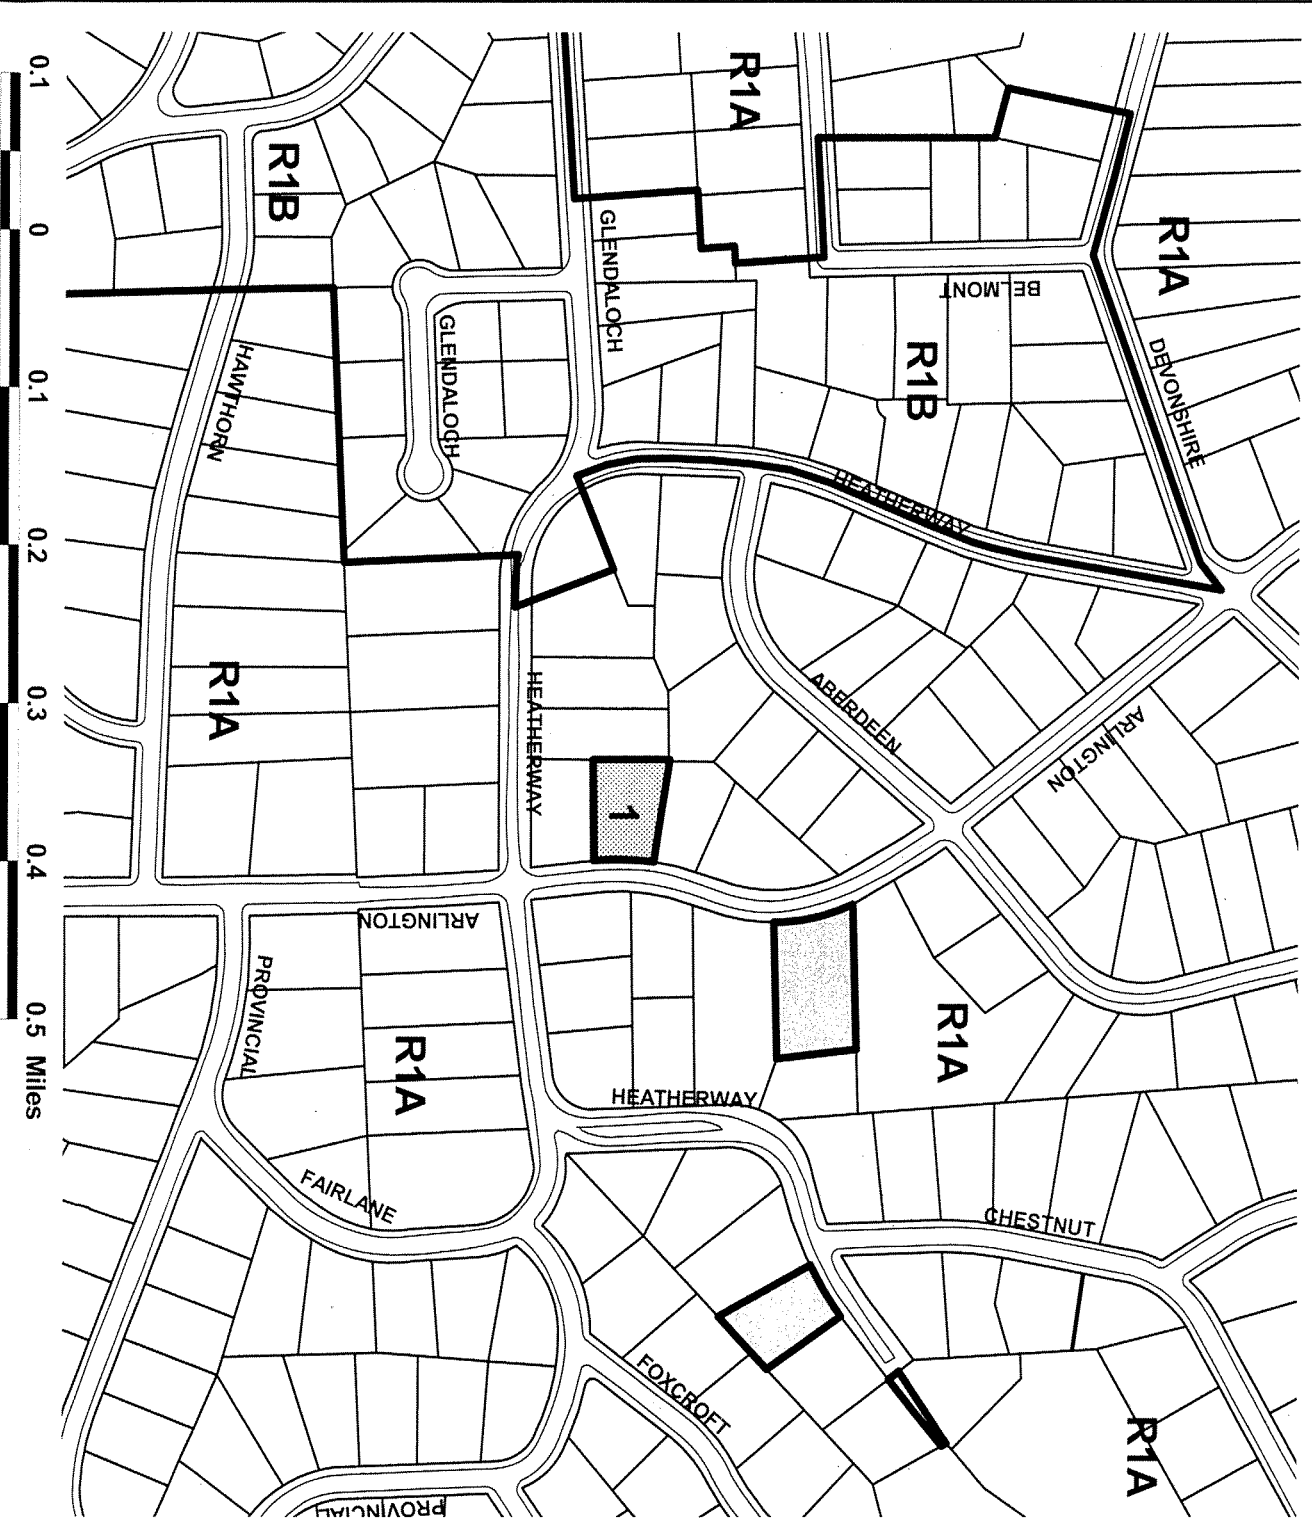 R1A
R1B
GLENDALOCH
R1A
BELMONT
GLENDALOCH
R1B
DEVONSHIRE
HAWTHORN
HEATHERWAY
R1A
HEATHERWAY
ABERDEEN
ARLINGTON
1
ARLINGTON
PROVINCIAL
R1A
R1A
HEATHERWAY
FAIRLANE
CHESTNUT
FOXCROFT
R1A
PROVINCIAL
0.1 0 0.1 0.2 0.3 0.4 0.5 Miles